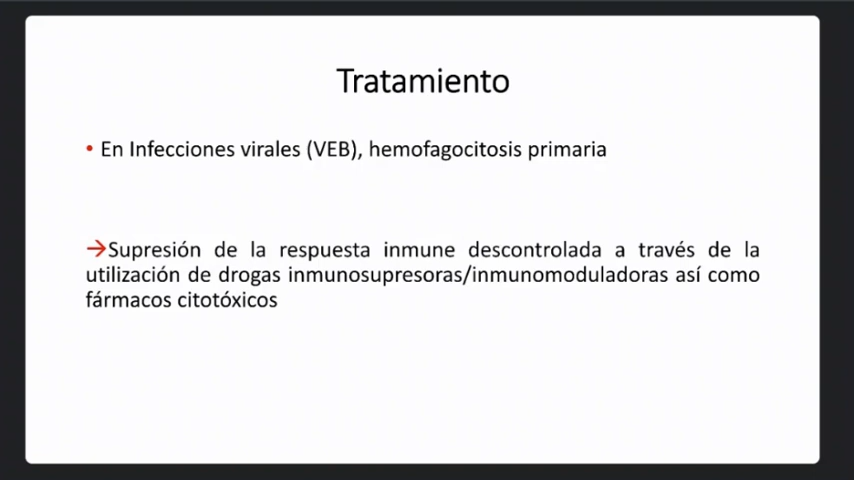 Tratamiento
• En Infecciones virales (VEB), hemofagocitosis primaria
→Supresión de la respuesta inmune descontrolada a través de la
utilización de drogas inmunosupresoras/inmunomoduladoras así como
fármacos citotóxicos